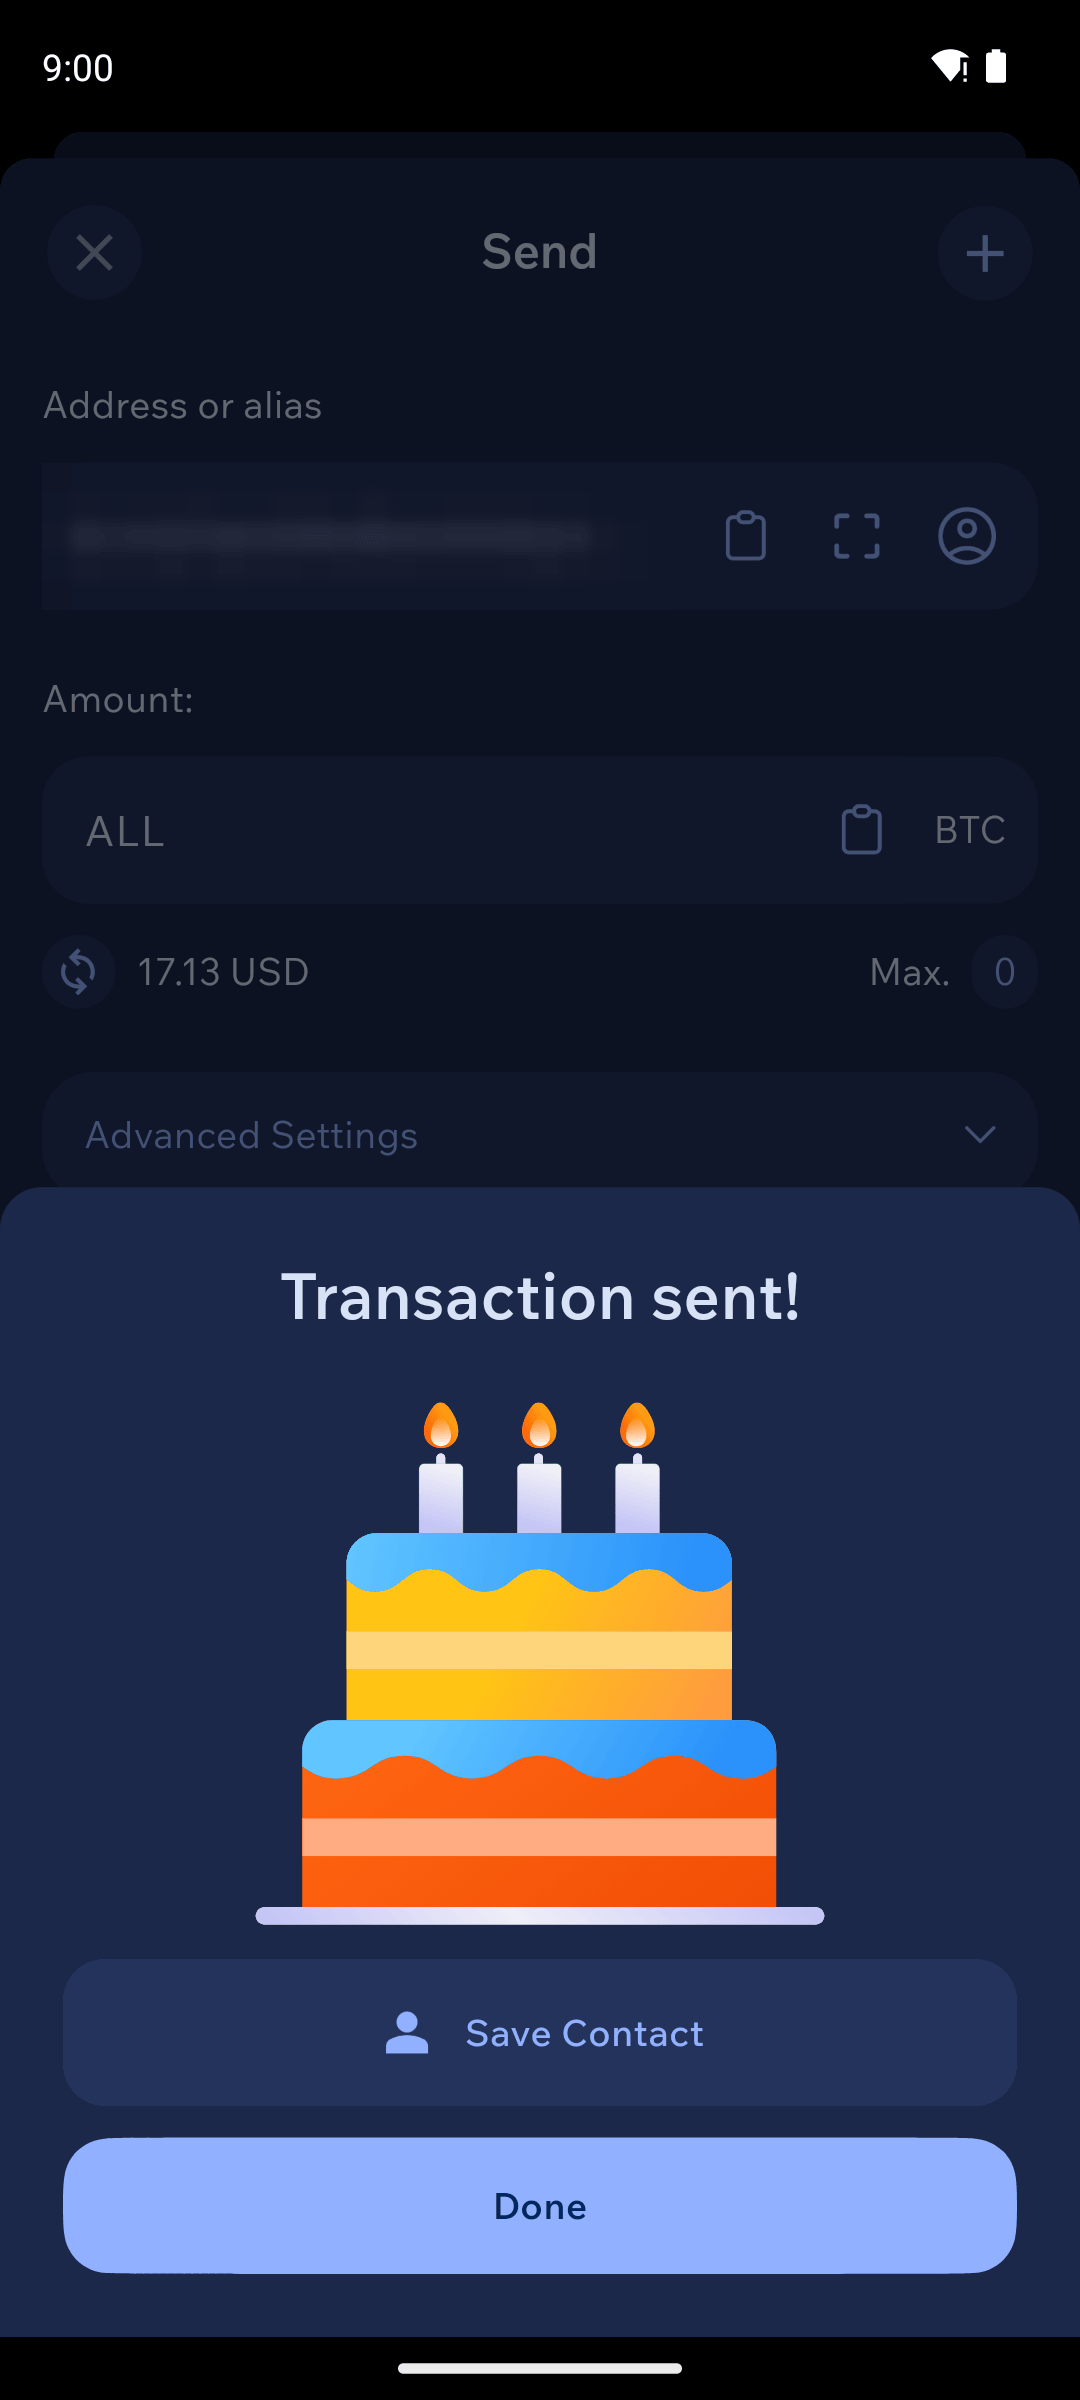 9:00
Send
Address or alias
Amount:
ALL
BTC
17.13 USD
Max.
0
Advanced Settings
Transaction sent!
Save Contact
Done